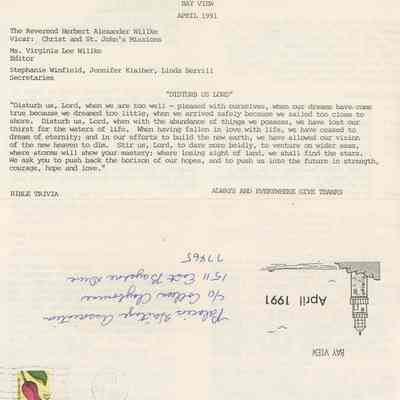 BAY VIEW
APRIL 1991
The Reverend Herbert Alexander Willke
Vicar: Christ and St. John's Missions
Ms. Virginia Lee Willke
Editor
Stephanie Winfield, Jennifer Klaiber, Linda Serrill
Secretaries
"DISTURB US LORD"
"Disturb us, Lord, when we are too well - pleased with ourselves, when our dreams have come
true because we dreamed too little, when we arrived safely because we sailed too close to
shore. Disturb us, Lord, when with the abundance of things we possess, we have lost our
thirst for the waters of life. When having fallen in love with life, we have ceased to
dream of eternity; and in our efforts to build the new earth, we have allowed our vision
of the new heaven to dim. Stir us, Lord, to dare more boldly, to venture on wider seas,
where storms will show your mastery; where losing sight of land, we shall find the stars.
We ask you to push back the horizon of our hopes, and to push us into the future in strength,
courage, hope and love."
BIBLE TRIVIA
ALWAYS AND EVERYWHERE GIVE THANKS
BAY VIEW
April 1991
Palacios Heritage Association
c/o Colleen Claybourn
1511 East Bayshore Drive
77465